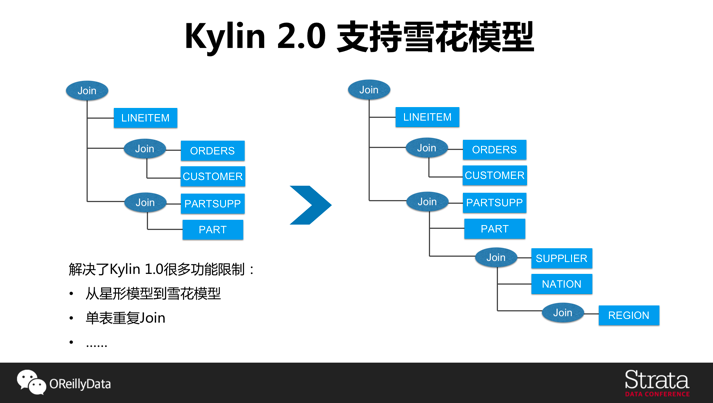 Kylin 2.0 支持雪花模型
Join
LINEITEM
Join
ORDERS
CUSTOMER
Join
PARTSUPP
PART
Join
LINEITEM
Join
ORDERS
CUSTOMER
Join
PARTSUPP
PART
Join
SUPPLIER
NATION
Join
REGION
解决了Kylin 1.0很多功能限制：
• 从星形模型到雪花模型
• 单表重复Join
• ......
OReillyData
Strata
DATA CONFERENCE